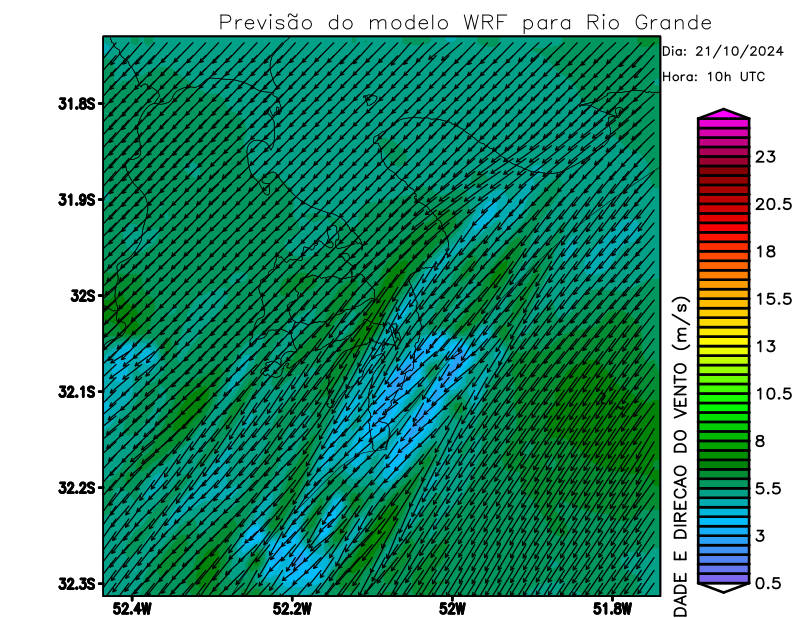 Previsão do modelo WRF para Rio Grande
Dia: 21/10/2024
Hora: 10h UTC
31.8S
31.9S
32S
32.1S
32.2S
32.3S
52.4W
52.2W
52W
51.8W
23
20.5
18
15.5
13
10.5
8
5.5
3
0.5
DADE E DIRECAO DO VENTO (m/s)